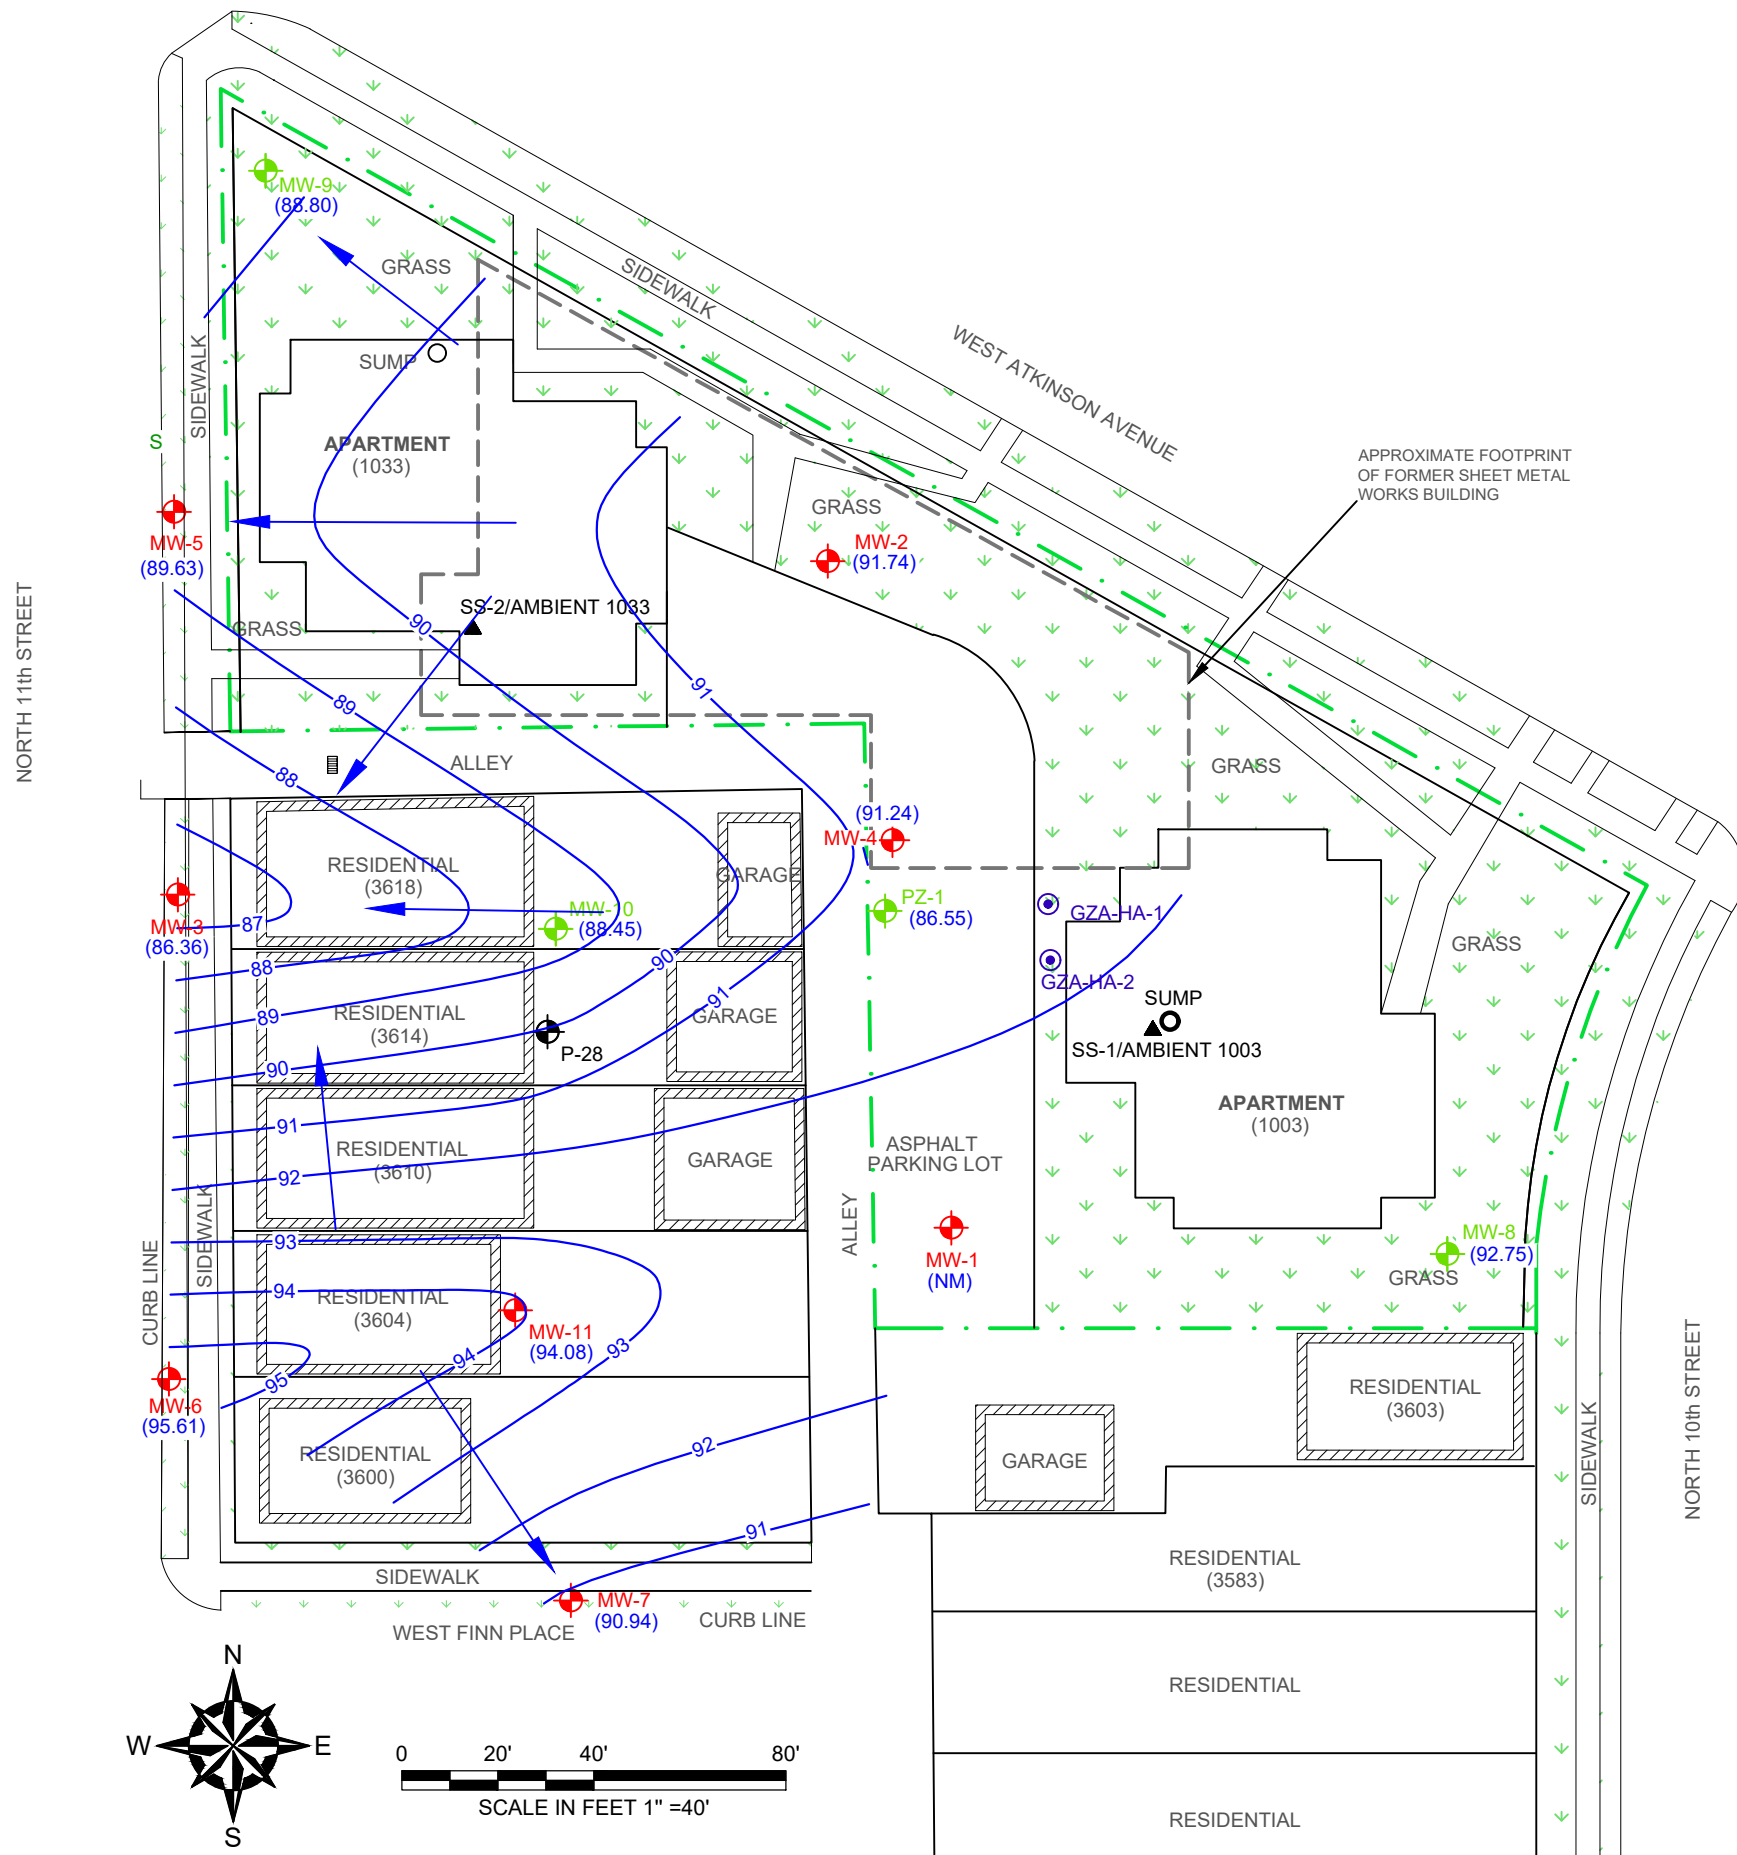 MW-9
(88.80)
GRASS
SIDEWALK
WEST ATKINSON AVENUE
SIDEWALK
SUMP
APARTMENT
(1033)
S
APPROXIMATE FOOTPRINT
OF FORMER SHEET METAL
WORKS BUILDING
GRASS
MW-2
(91.74)
MW-5
(89.63)
NORTH 11th STREET
SS-2/AMBIENT 1033
GRASS
90
91
89
ALLEY
88
GRASS
(91.24)
MW-4
RESIDENTIAL
(3618)
GARAGE
PZ-1
(86.55)
MW-10
(88.45)
GZA-HA-1
MW-3
(86.36)
87
GRASS
88
90
GZA-HA-2
91
SUMP
89
RESIDENTIAL
(3614)
GARAGE
P-28
SS-1/AMBIENT 1003
90
APARTMENT
(1003)
91
RESIDENTIAL
(3610)
GARAGE
ASPHALT
PARKING LOT
92
SIDEWALK
ALLEY
CURB LINE
93
MW-1
(NM)
MW-8
(92.75)
GRASS
94
RESIDENTIAL
(3604)
MW-11
(94.08)
93
94
95
MW-6
(95.61)
RESIDENTIAL
(3600)
92
RESIDENTIAL
(3603)
GARAGE
SIDEWALK
NORTH 10th STREET
91
SIDEWALK
MW-7
(90.94)
WEST FINN PLACE
CURB LINE
RESIDENTIAL
(3583)
RESIDENTIAL
RESIDENTIAL
N
W
E
S
0 20' 40' 80'
SCALE IN FEET 1" =40'